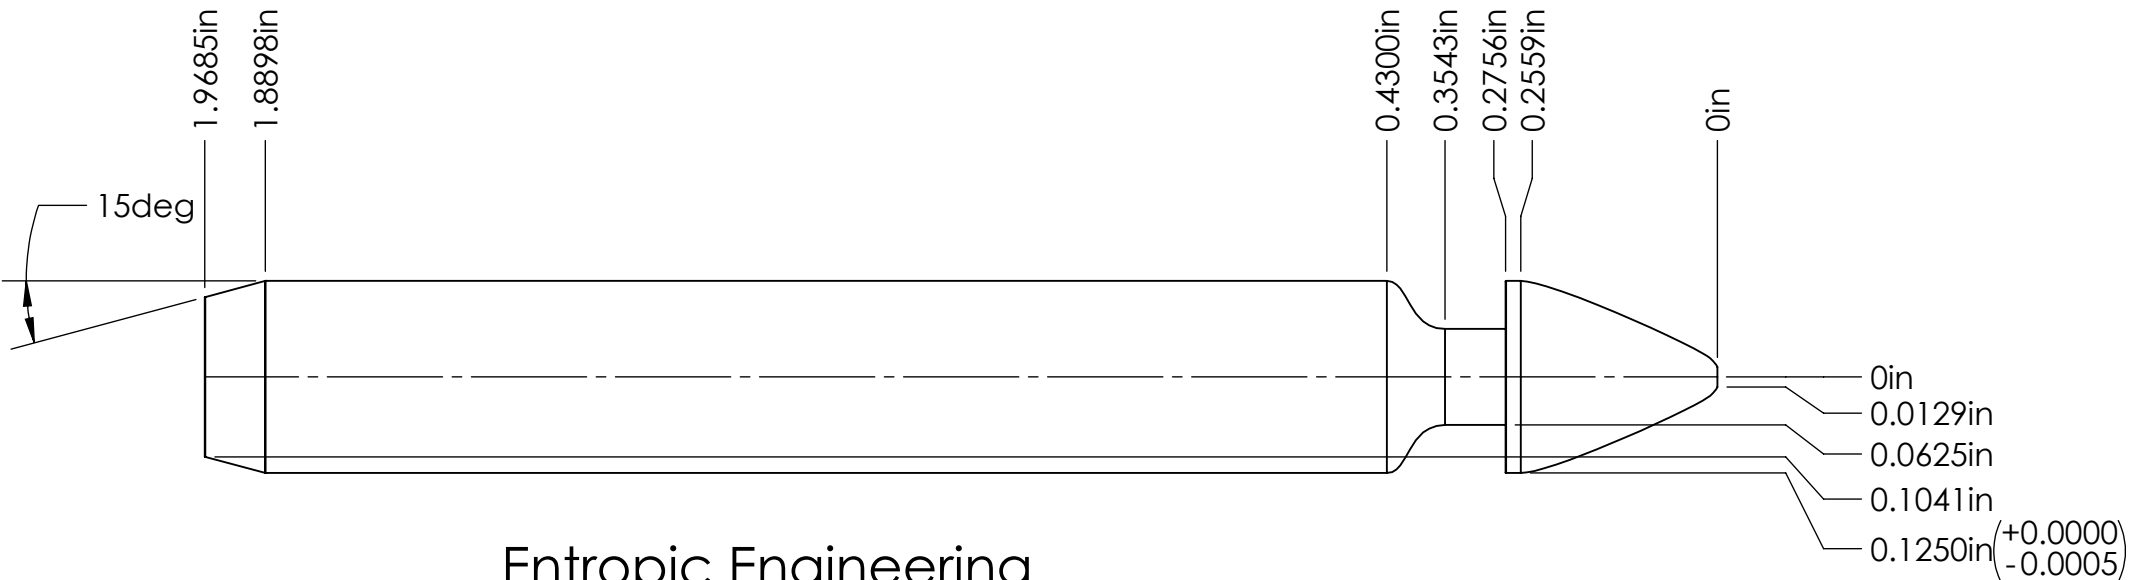 1.9685in
1.8898in
0.4300in
0.3543in
0.2756in
0.2559in
0in
15deg
0in
0.0129in
0.0625in
0.1041in
0.1250in(+0.0000
-0.0005)
Entropic Engineering